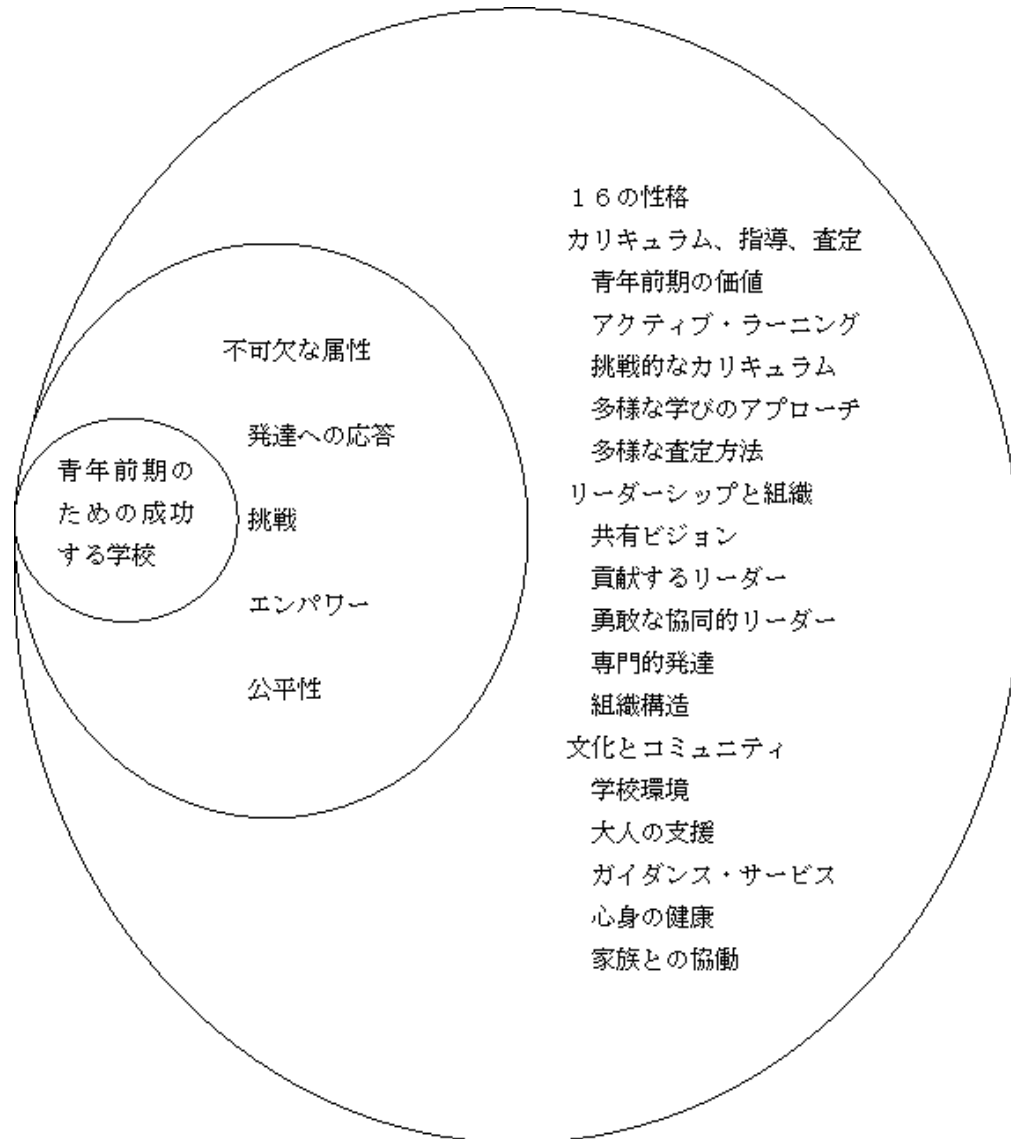 青年前期の
ための成功
する学校
不可欠な属性
発達への応答
挑戦
エンパワー
公平性
１６の性格
カリキュラム、指導、査定
青年前期の価値
アクティブ・ラーニング
挑戦的なカリキュラム
多様な学びのアプローチ
多様な査定方法
リーダーシップと組織
共有ビジョン
貢献するリーダー
勇敢な協同的リーダー
専門的発達
組織構造
文化とコミュニティ
学校環境
大人の支援
ガイダンス・サービス
心身の健康
家族との協働